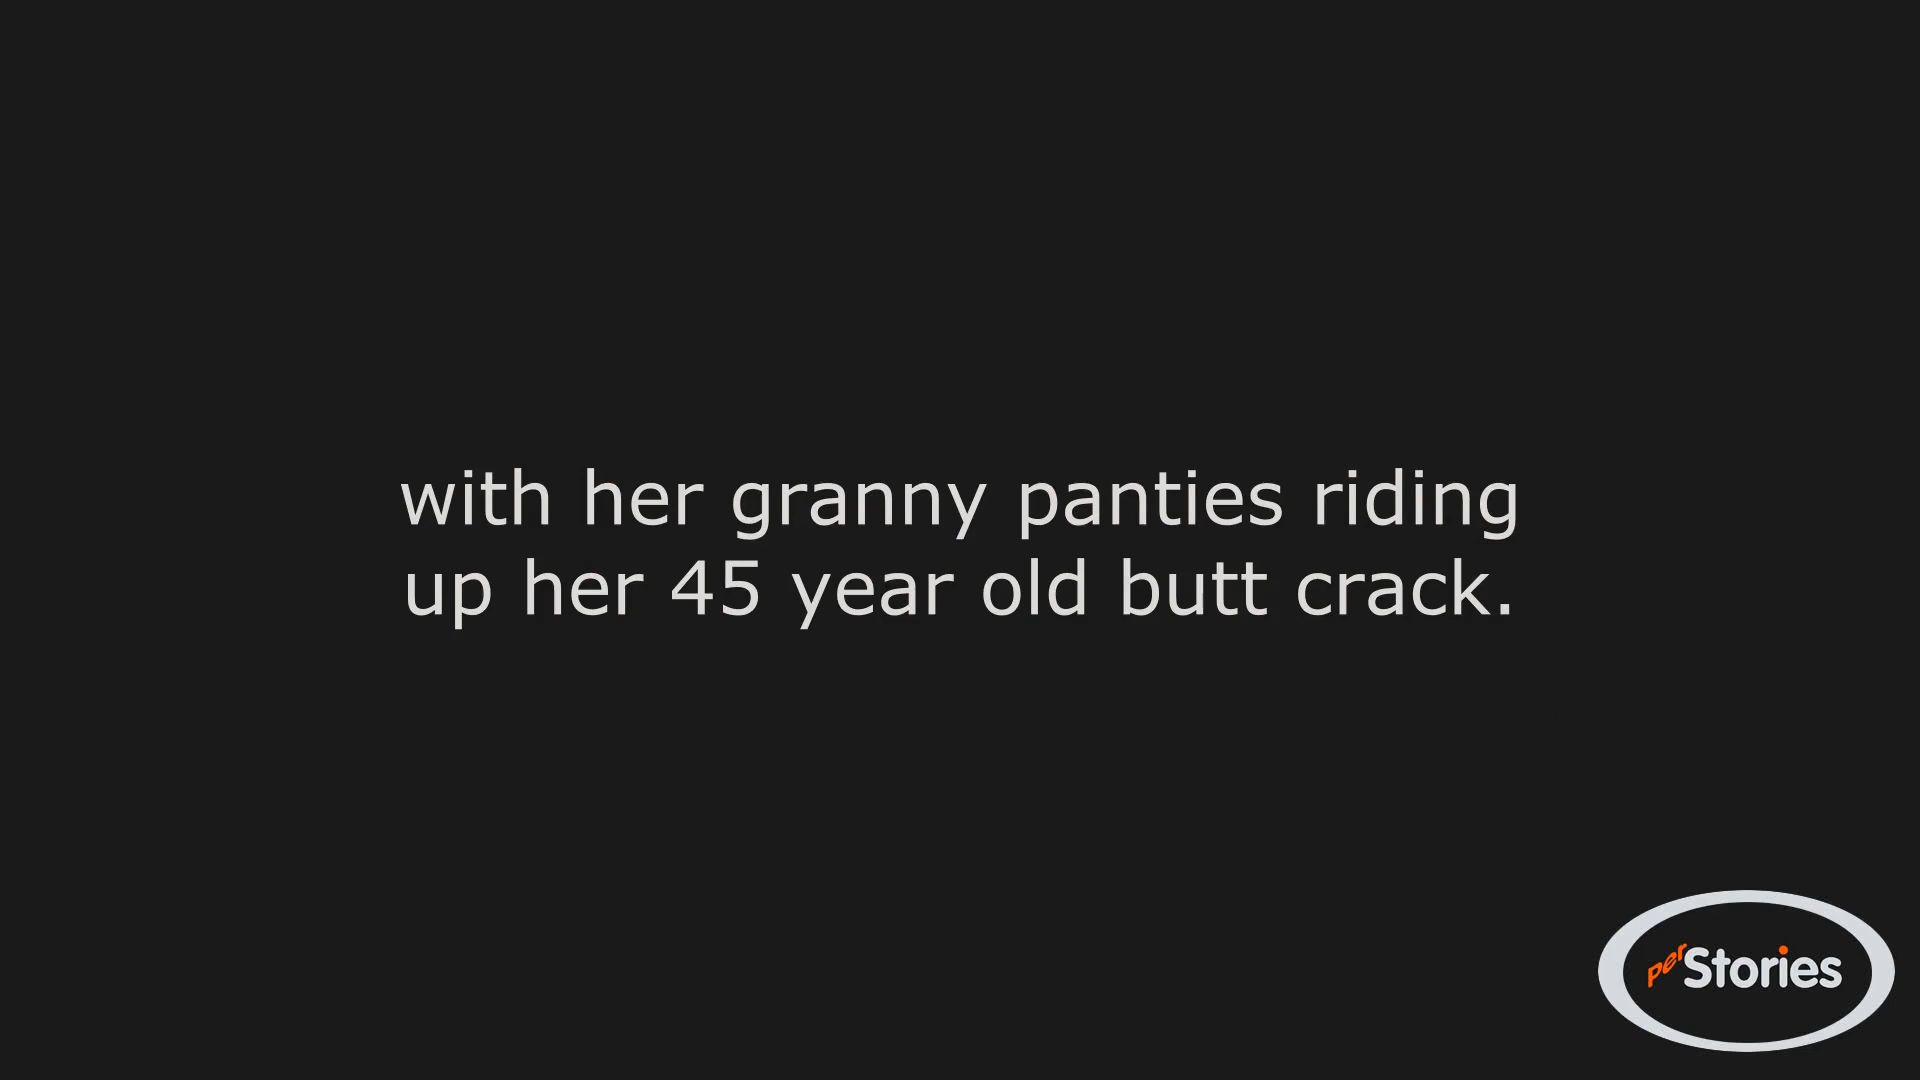 with her granny panties riding
up her 45 year old butt crack.
perStories